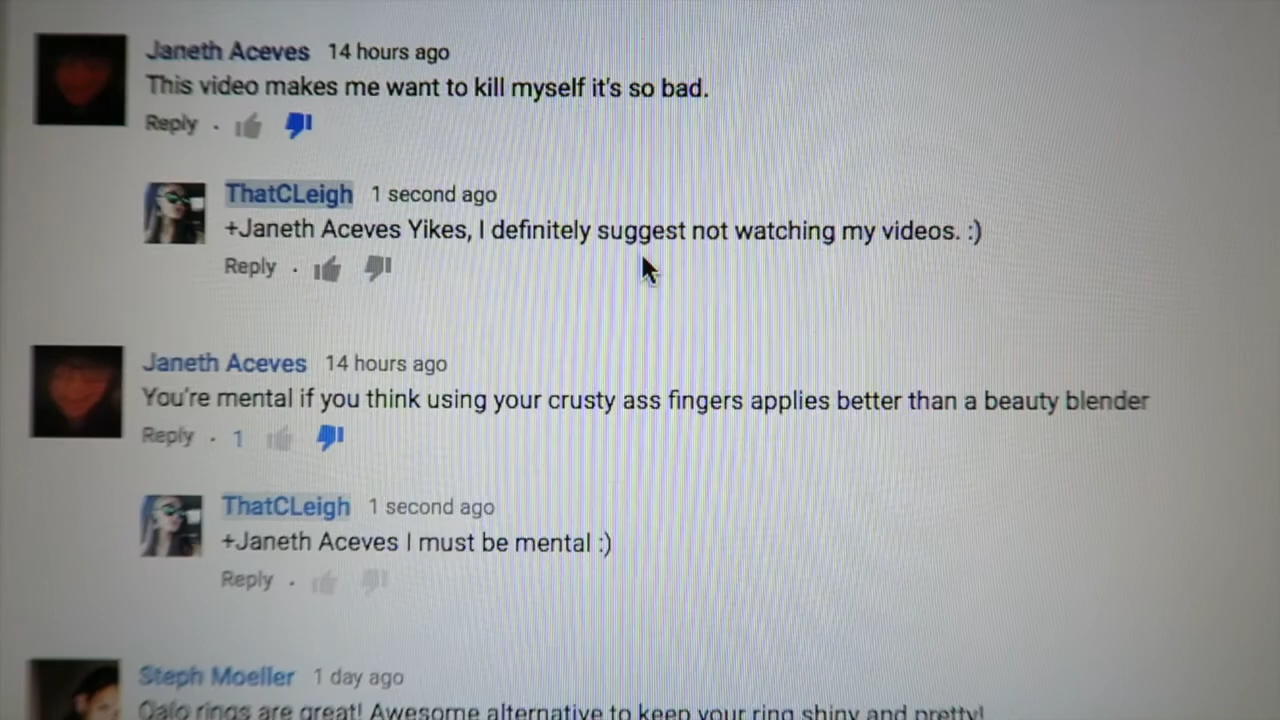 Janeth Aceves 14 hours ago
This video makes me want to kill myself it's so bad.
Reply ·
ThatCLeigh 1 second ago
+Janeth Aceves Yikes, I definitely suggest not watching my videos. :)
Reply ·
Janeth Aceves 14 hours ago
You're mental if you think using your crusty ass fingers applies better than a beauty blender
Reply · 1
ThatCLeigh 1 second ago
+Janeth Aceves I must be mental :)
Reply ·
Steph Moeller 1 day ago
Qalo rings are great! Awesome alternative to keep your ring shiny and pretty!